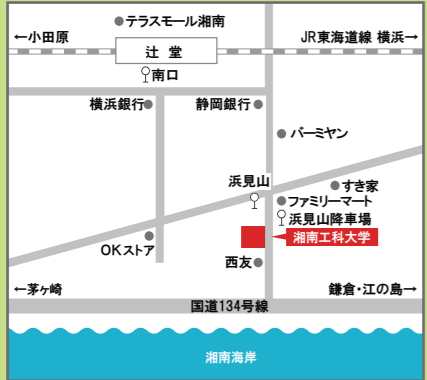 テラスモール湘南
←小田原
JR東海道線 横浜→
辻 堂
南口
横浜銀行
静岡銀行
バーミヤン
浜見山
すき家
ファミリーマート
浜見山降車場
湘南工科大学
OKストア
西友
←茅ヶ崎
鎌倉・江の島→
国道134号線
湘南海岸